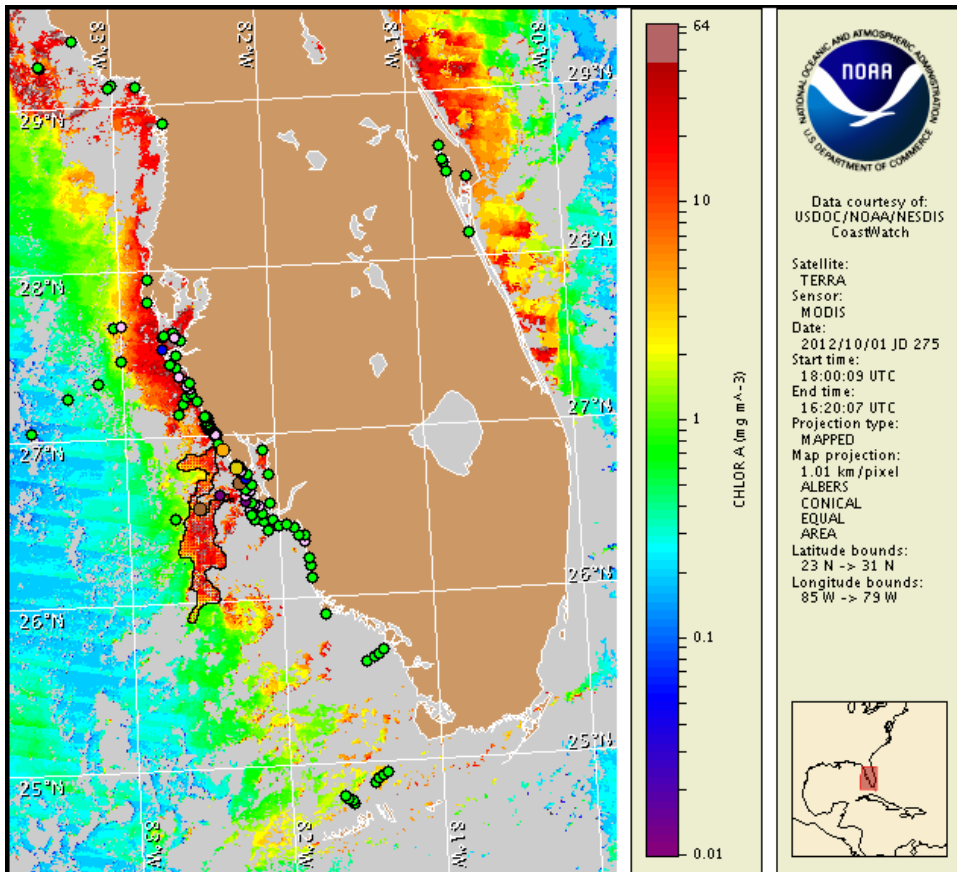 83°W
82°W
81°W
80°W
29°N
29°N
28°N
28°N
27°N
27°N
26°N
26°N
25°N
25°N
83°W
82°W
81°W
64
10
1
0.1
0.01
CHLOR A (mg m^-3)
NATIONAL OCEANIC AND ATMOSPHERIC ADMINISTRATION
NOAA
U.S. DEPARTMENT OF COMMERCE
Data courtesy of:
USDOC/NOAA/NESDIS
CoastWatch
Satellite:
TERRA
Sensor:
MODIS
Date:
2012/10/01 JD 275
Start time:
18:00:09 UTC
End time:
16:20:07 UTC
Projection type:
MAPPED
Map projection:
1.01 km/pixel
ALBERS
CONICAL
EQUAL
AREA
Latitude bounds:
23 N -> 31 N
Longitude bounds:
85 W -> 79 W